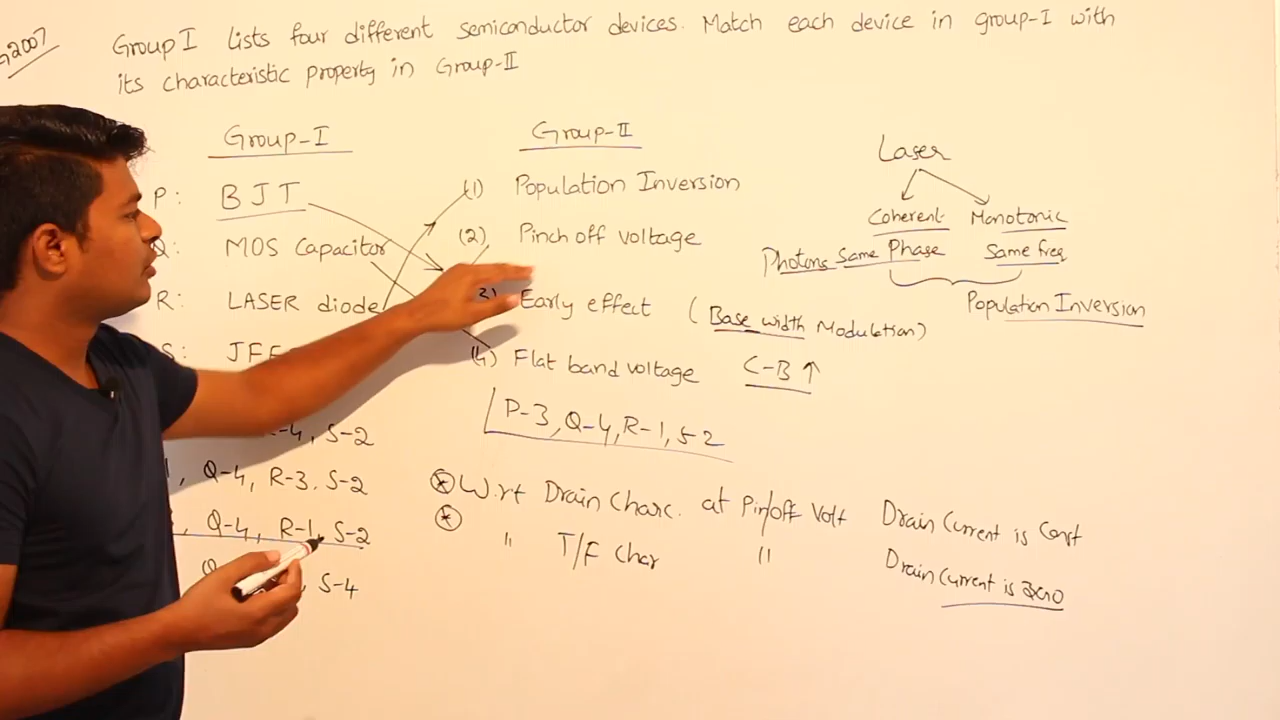 G2007
Group I lists four different semiconductor devices. Match each device in group-I with
its characteristic property in Group-II
Group-I
Group-II
P: BJT
(1) Population Inversion
Q: MOS Capacitor
(2) Pinch off voltage
R: LASER diode
Early effect (Base width Modulation)
S: JFE
(4) Flat band voltage C-B ↑
Laser
Coherent Monotonic
Photons Same Phase Same freq
Population Inversion
P-3, Q-4, R-1, S-2
-4, S-2
, Q-4, R-3. S-2
, Q-4, R-1, S-2
, S-4
W.r.t Drain Charc. at Pin/off Volt Drain Current is Const
" T/F Char " Drain Current is zero